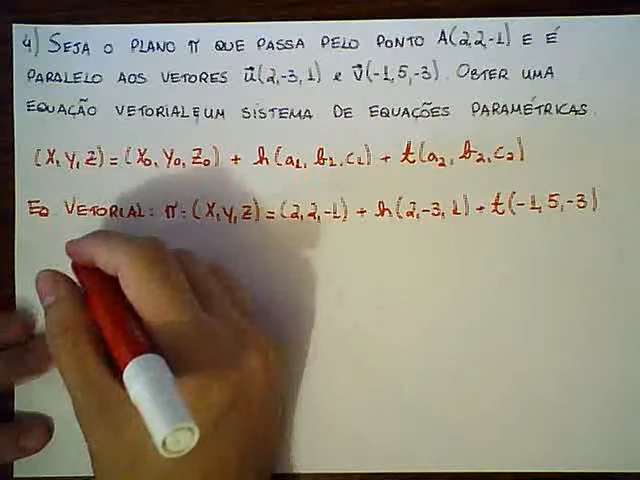 4) SEJA O PLANO π QUE PASSA PELO PONTO A(2,2,-1) E É
PARALELO AOS VETORES u⃗(2,-3,1) e v⃗(-1,5,-3). OBTER UMA
EQUAÇÃO VETORIAL E UM SISTEMA DE EQUAÇÕES PARAMÉTRICAS.
(X,Y,Z)=(X₀,Y₀,Z₀) + h(a₁,b₁,c₁) + t(a₂,b₂,c₂)
EQ VETORIAL: π: (X,Y,Z)=(2,2,-1) + h(2,-3,1) + t(-1,5,-3)